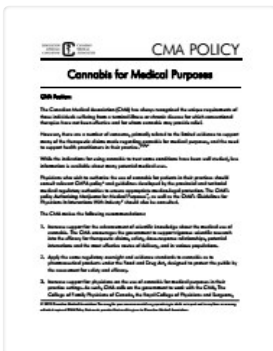 CMA POLICY
Cannabis for Medical Purposes
CMA Position:
The Canadian Medical Association (CMA) has always recognized the unique requirements of
those individuals suffering from a terminal illness or chronic disease for which conventional
therapies have not been effective and for whom cannabis may provide relief.
However, there are a number of concerns, primarily related to the limited evidence to support
many of the therapeutic claims made regarding cannabis for medical purposes, and the need
to support health practitioners in their practice.
While the indications for using cannabis to treat some conditions have been well studied, less
information is available about many potential medical uses.
Physicians who wish to authorize the use of cannabis for patients in their practices should
consult relevant CMPA policy and guidelines developed by the provincial and territorial
medical regulatory authorities to ensure appropriate medicolegal protection. The CMA's
policy Authorizing Marijuana for Medical Purposes, as well as the CMA's Guidelines for
Physicians in Interactions With Industry should also be consulted.
The CMA makes the following recommendations:
1. Increase support for the advancement of scientific knowledge about the medical use of
cannabis. The CMA encourages the government to support rigorous scientific research
into the efficacy for therapeutic claims, safety, dose-response relationships, potential
interactions and the most effective routes of delivery, and in various populations.
2. Apply the same regulatory oversight and evidence standards to cannabis as to
pharmaceutical products under the Food and Drug Act, designed to protect the public by
the assessment for safety and efficacy.
3. Increase support for physicians on the use of cannabis for medical purposes in their
practice settings. As such, CMA calls on the government to work with the CMA, The
College of Family Physicians of Canada, the Royal College of Physicians and Surgeons,